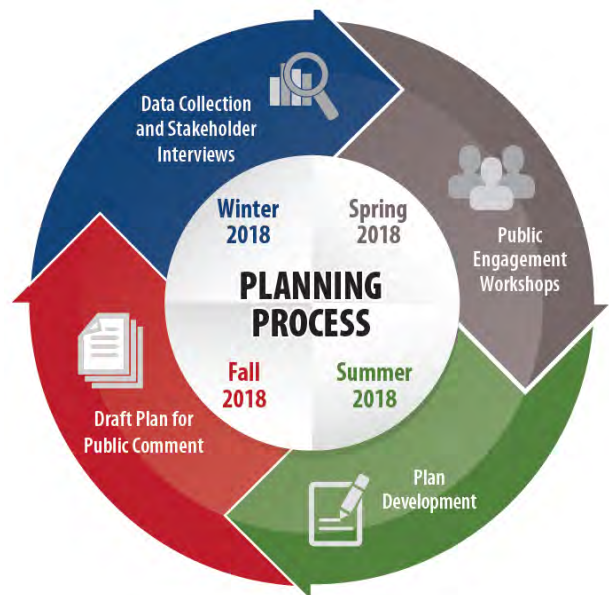 Data Collection
and Stakeholder
Interviews
Winter
2018
Spring
2018
Public
Engagement
Workshops
PLANNING
PROCESS
Fall
2018
Summer
2018
Draft Plan for
Public Comment
Plan
Development